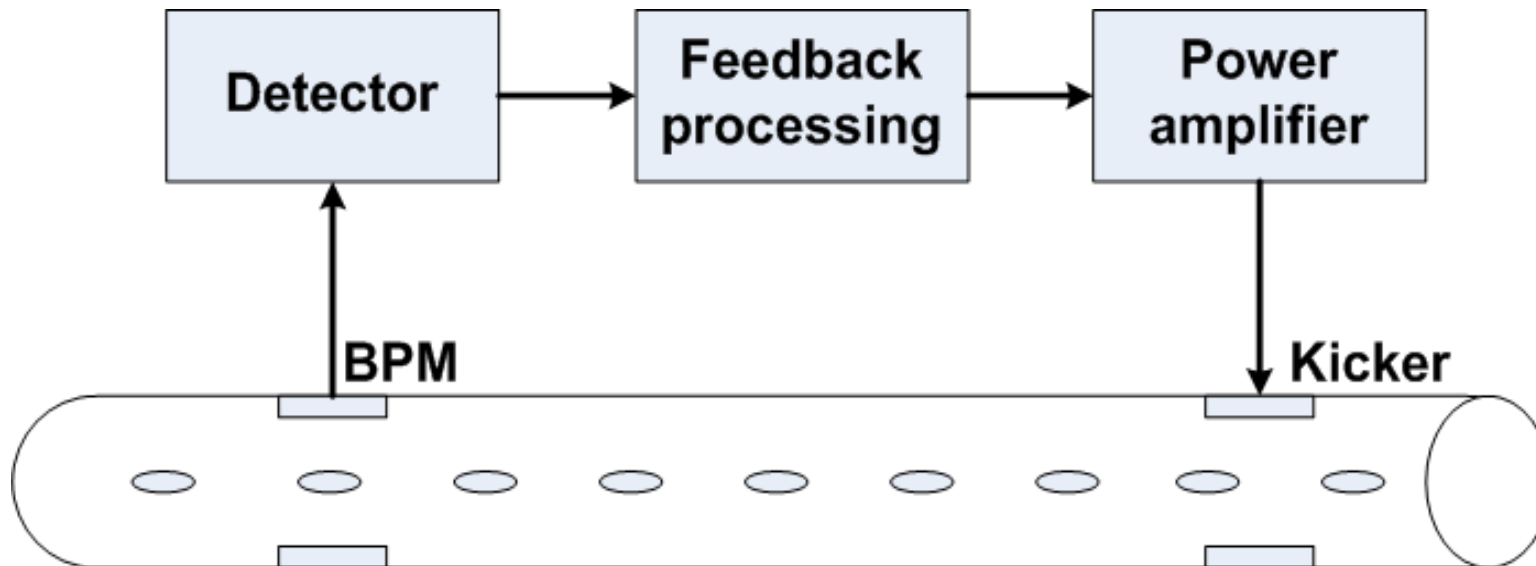 Detector
Feedback
processing
Power
amplifier
BPM
Kicker